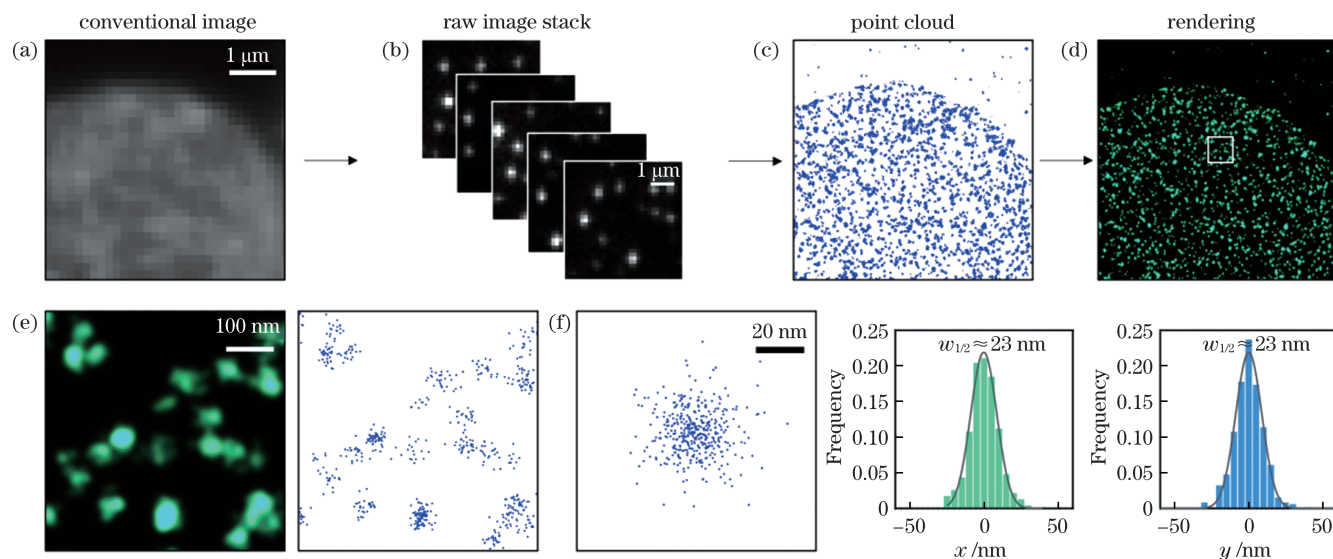 conventional image
raw image stack
point cloud
rendering
(a)
1 μm
(b)
1 μm
(c)
(d)
(e)
100 nm
(f)
20 nm
Frequency
0.25
0.20
0.15
0.10
0.05
0
w1/2≈23 nm
−50
0
50
x /nm
Frequency
0.25
0.20
0.15
0.10
0.05
0
w1/2≈23 nm
−50
0
50
y /nm